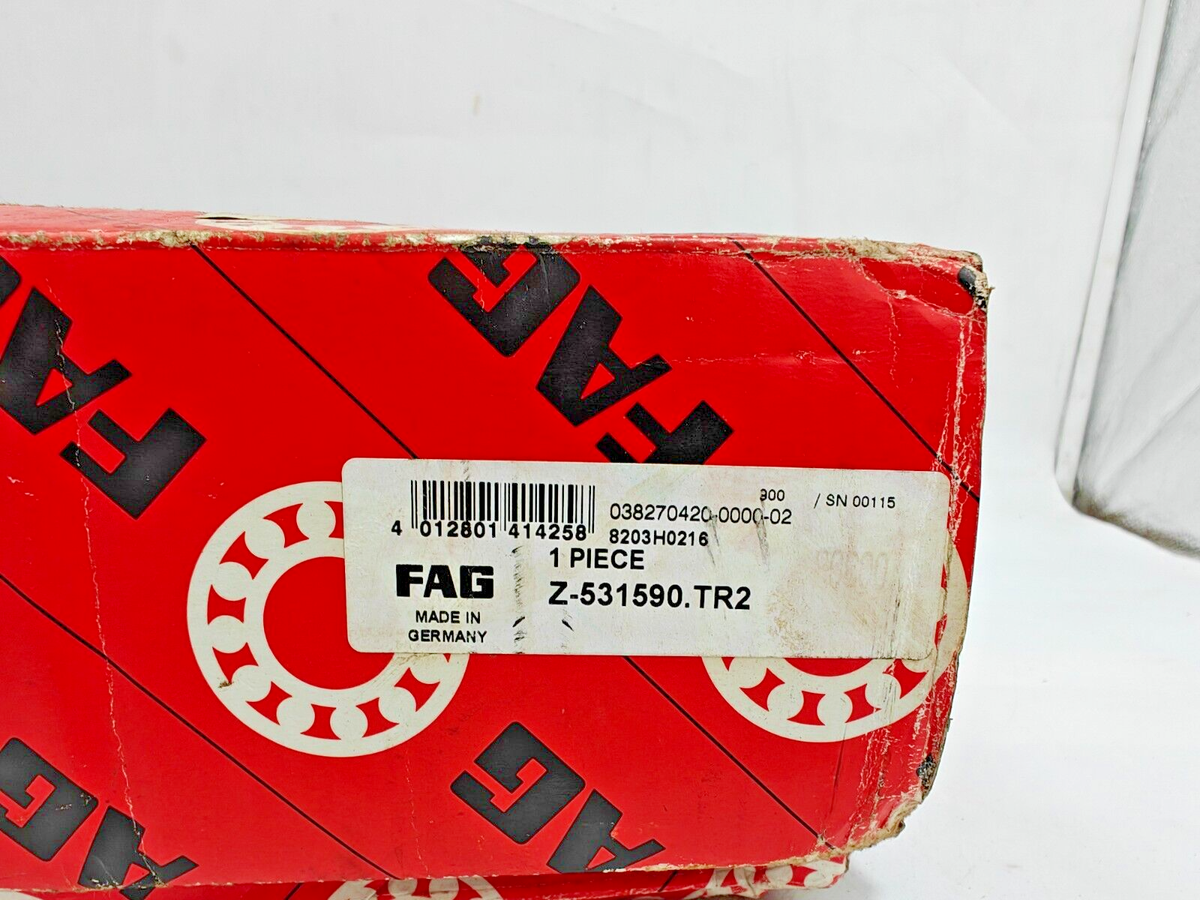 FAG
FAG
900 / SN 00115
038270420-0000-02
4 012801 414258
8203H0216
1 PIECE
FAG
Z-531590.TR2
MADE IN
GERMANY
FAG
FAG